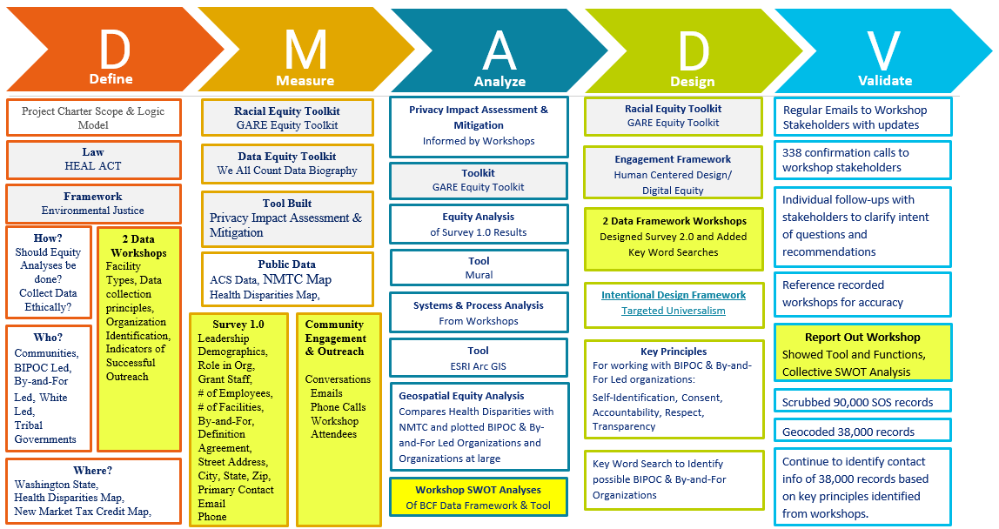 D
Define
M
Measure
A
Analyze
D
Design
V
Validate
Project Charter Scope & Logic
Model
Law
HEAL ACT
Framework
Environmental Justice
How?
Should Equity
Analyses be
done?
Collect Data
Ethically?
Who?
Communities,
BIPOC Led,
By-and-For
Led, White
Led,
Tribal
Governments
2 Data
Workshops
Facility
Types, Data
collection
principles,
Organization
Identification,
Indicators of
Successful
Outreach
Where?
Washington State,
Health Disparities Map,
New Market Tax Credit Map,
Racial Equity Toolkit
GARE Equity Toolkit
Data Equity Toolkit
We All Count Data Biography
Tool Built
Privacy Impact Assessment &
Mitigation
Public Data
ACS Data, NMTC Map
Health Disparities Map,
Survey 1.0
Leadership
Demographics,
Role in Org,
Grant Staff,
# of Employees,
# of Facilities,
By-and-For,
Definition
Agreement,
Street Address,
City, State, Zip,
Primary Contact
Email
Phone
Community
Engagement
& Outreach
Conversations
Emails
Phone Calls
Workshop
Attendees
Privacy Impact Assessment &
Mitigation
Informed by Workshops
Toolkit
GARE Equity Toolkit
Equity Analysis
of Survey 1.0 Results
Tool
Mural
Systems & Process Analysis
From Workshops
Tool
ESRI Arc GIS
Geospatial Equity Analysis
Compares Health Disparities with
NMTC and plotted BIPOC & By-
and-For Led Organizations and
Organizations at large
Workshop SWOT Analyses
Of BCF Data Framework & Tool
Racial Equity Toolkit
GARE Equity Toolkit
Engagement Framework
Human Centered Design/
Digital Equity
2 Data Framework Workshops
Designed Survey 2.0 and Added
Key Word Searches
Intentional Design Framework
Targeted Universalism
Key Principles
For working with BIPOC & By-and-
For Led organizations:
Self-Identification, Consent,
Accountability, Respect,
Transparency
Key Word Search to Identify
possible BIPOC & By-and-For
Organizations
Regular Emails to Workshop
Stakeholders with updates
338 confirmation calls to
workshop stakeholders
Individual follow-ups with
stakeholders to clarify intent
of questions and
recommendations
Reference recorded
workshops for accuracy
Report Out Workshop
Showed Tool and Functions,
Collective SWOT Analysis
Scrubbed 90,000 SOS records
Geocoded 38,000 records
Continue to identify contact
info of 38,000 records based
on key principles identified
from workshops.